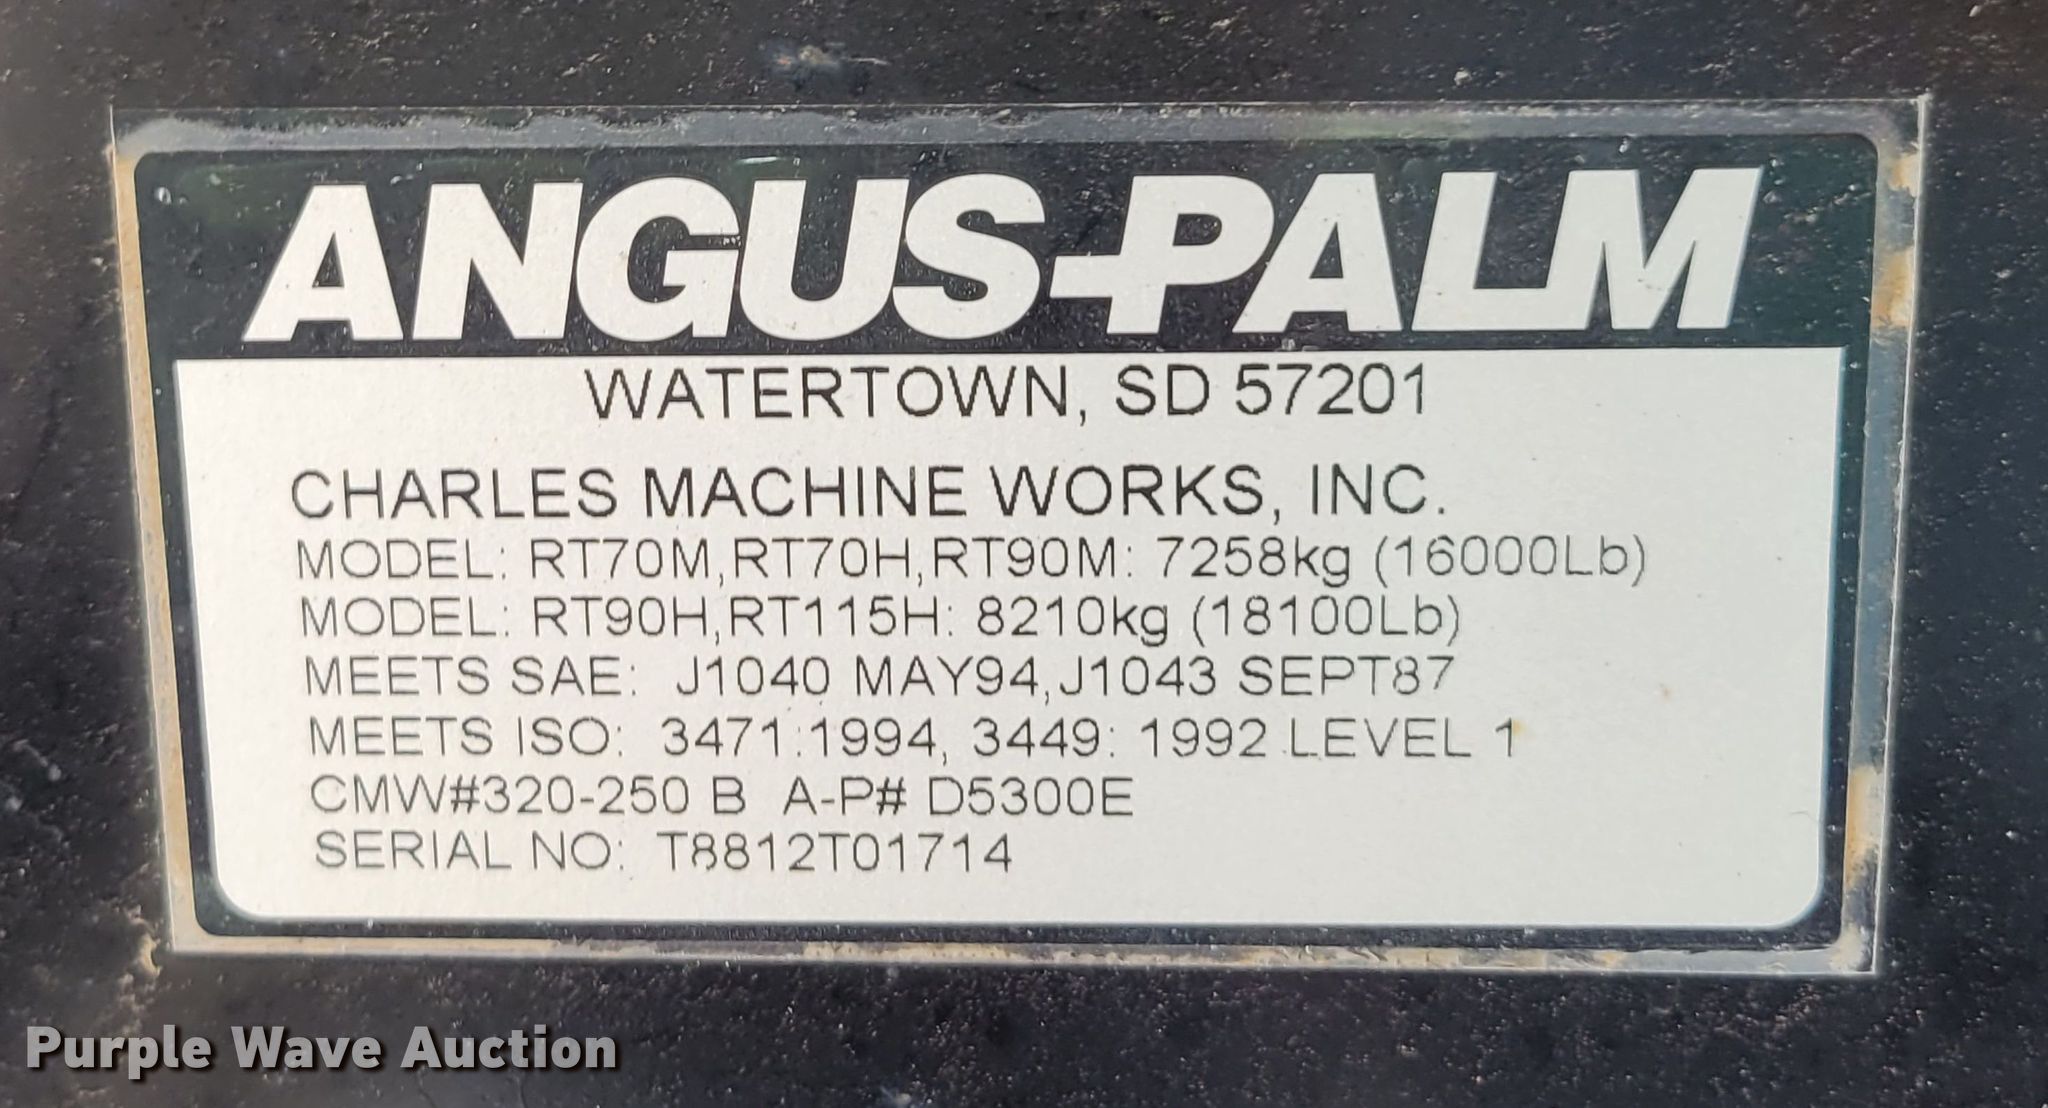 ANGUS-PALM
WATERTOWN, SD 57201
CHARLES MACHINE WORKS, INC.
MODEL: RT70M,RT70H,RT90M: 7258kg (16000Lb)
MODEL: RT90H,RT115H: 8210kg (18100Lb)
MEETS SAE: J1040 MAY94,J1043 SEPT87
MEETS ISO: 3471:1994, 3449: 1992 LEVEL 1
CMW#320-250 B A-P# D5300E
SERIAL NO: T8812T01714
Purple Wave Auction